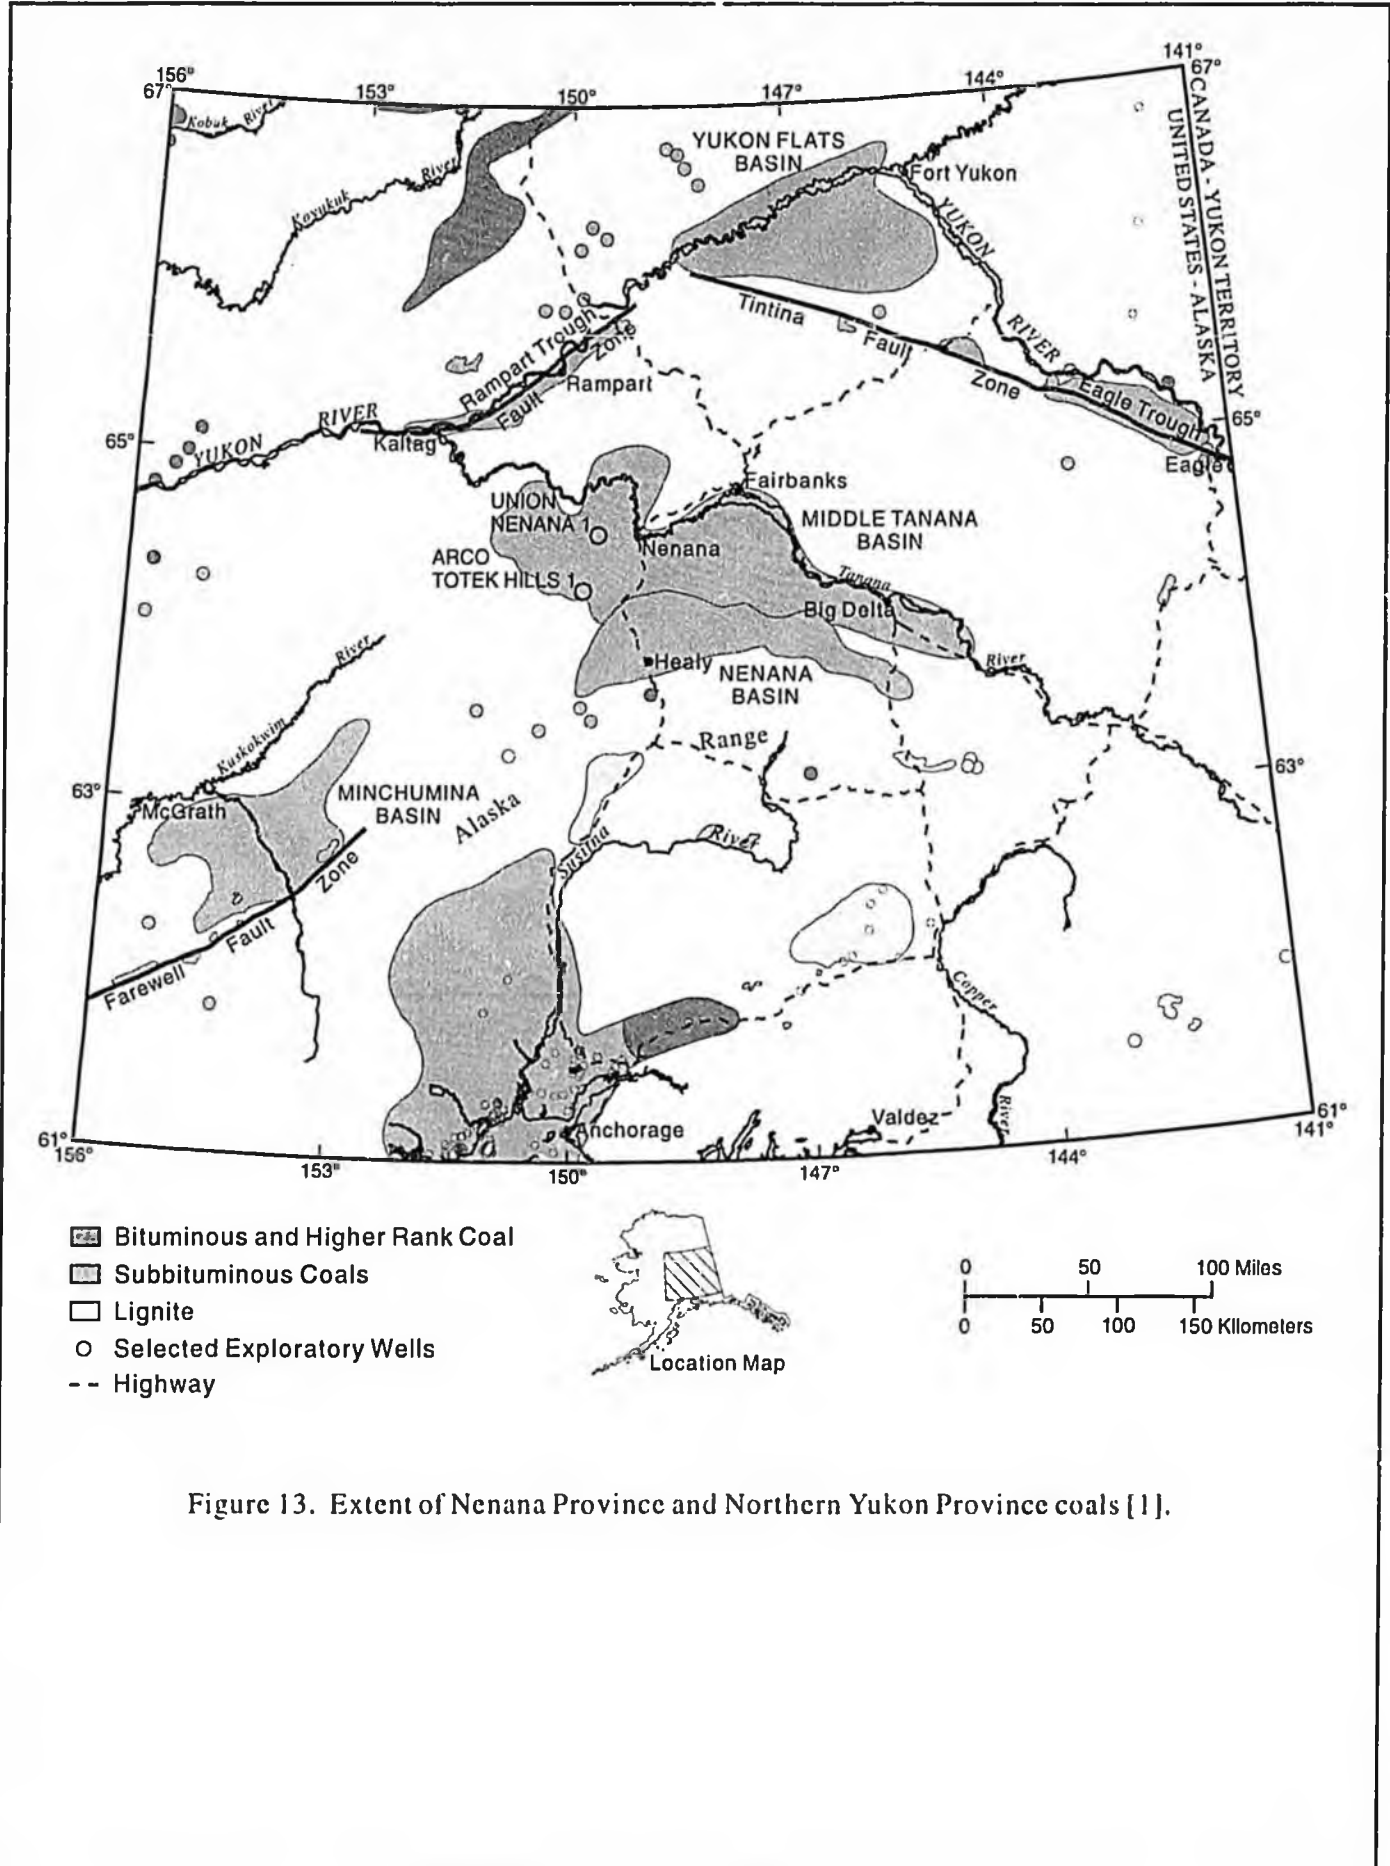 156°
67°
153°
150°
147°
144°
141°
67°
CANADA - YUKON TERRITORY
UNITED STATES - ALASKA
Kobuk River
Koyukuk River
YUKON FLATS
BASIN
Fort Yukon
YUKON
RIVER
Tintina
Fault
Zone
Rampart Trough
Fault Zone
Rampart
Eagle Trough
Eagle
65°
65°
YUKON RIVER
Kaltag
UNION
NENANA 1
ARCO
TOTEK HILLS 1
Fairbanks
Nenana
MIDDLE TANANA
BASIN
Tanana
Big Delta
River
Healy
NENANA
BASIN
Kuskokwim River
Alaska Range
63°
63°
McGrath
MINCHUMINA
BASIN
Farewell Fault Zone
Susitna River
Copper
River
Anchorage
Valdez
61°
156°
153°
150°
147°
144°
61°
141°
Bituminous and Higher Rank Coal
Subbituminous Coals
Lignite
Selected Exploratory Wells
Highway
Location Map
0 50 100 Miles
0 50 100 150 Kilometers
Figure 13. Extent of Nenana Province and Northern Yukon Province coals [1].